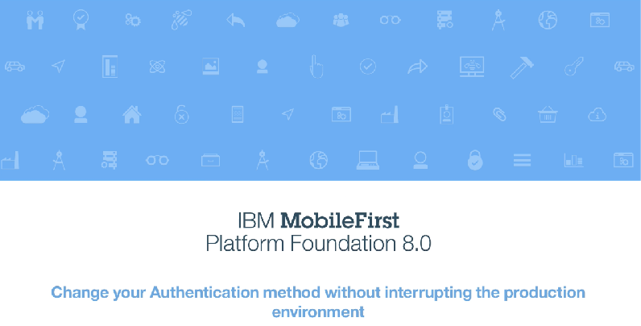 IBM MobileFirst
Platform Foundation 8.0
Change your Authentication method without interrupting the production
environment